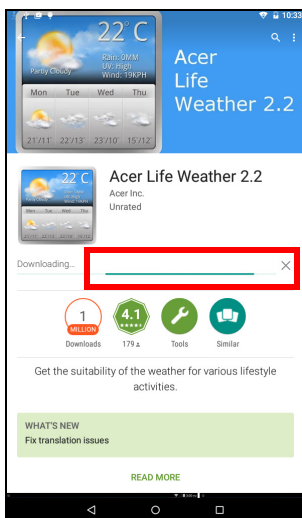 10:33
22°C
Rain: 0MM
UV: High
Wind: 19KPH
Partly Cloudy
Mon Tue Wed Thu
21°/11° 22°/13° 23°/10° 15°/12°
Acer
Life
Weather 2.2
22°C
Acer Life Weather 2.2
Acer Inc.
Unrated
Downloading...
1
MILLION
Downloads
4.1
179
Tools
Similar
Get the suitability of the weather for various lifestyle
activities.
WHAT'S NEW
Fix translation issues
READ MORE